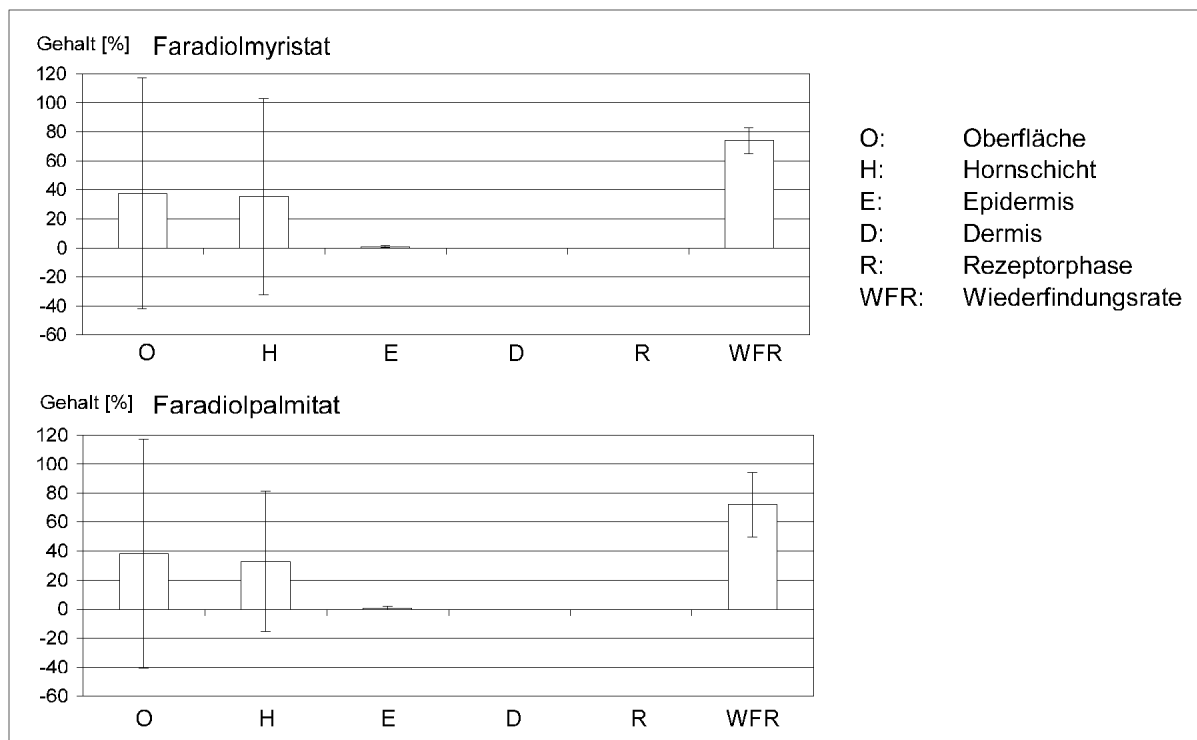 Gehalt [%] Faradiolmyristat
120
100
80
60
40
20
0
-20
-40
-60
O H E D R WFR
O: Oberfläche
H: Hornschicht
E: Epidermis
D: Dermis
R: Rezeptorphase
WFR: Wiederfindungsrate
Gehalt [%] Faradiolpalmitat
120
100
80
60
40
20
0
-20
-40
-60
O H E D R WFR